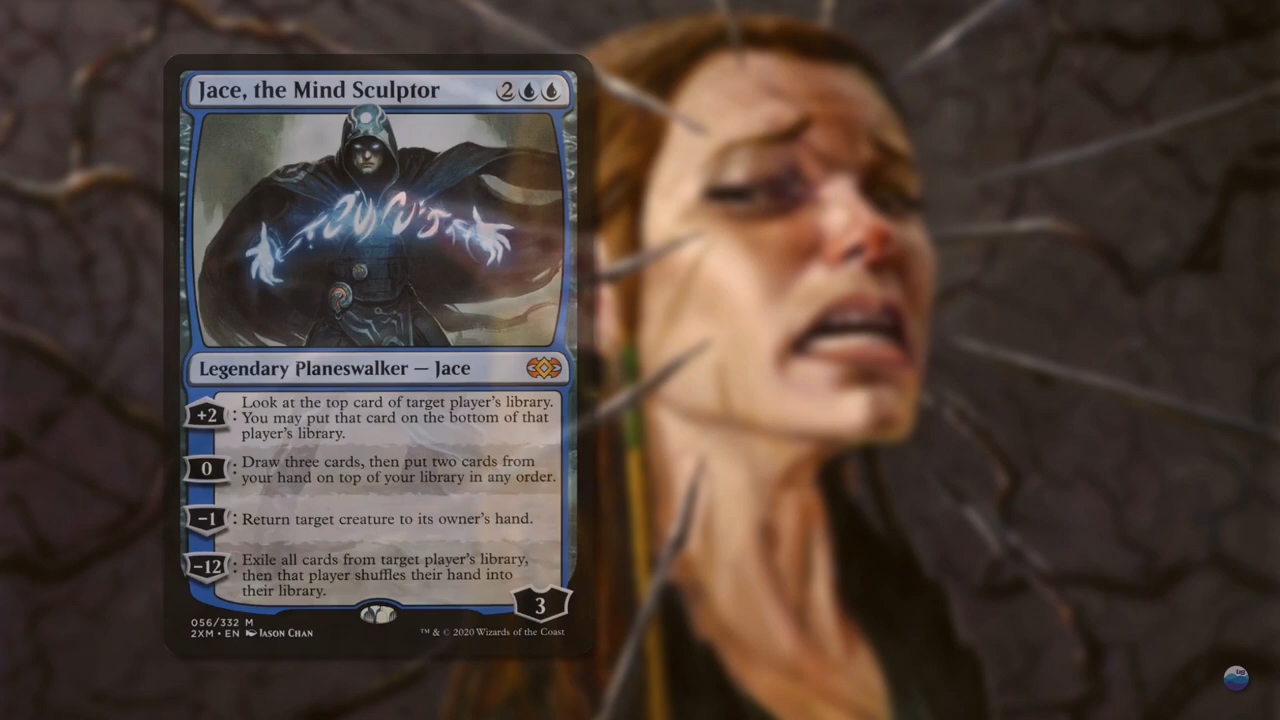 Jace, the Mind Sculptor 2
Legendary Planeswalker — Jace
+2 : Look at the top card of target player's library.
You may put that card on the bottom of that
player's library.
0 : Draw three cards, then put two cards from
your hand on top of your library in any order.
−1 : Return target creature to its owner's hand.
−12 : Exile all cards from target player's library,
then that player shuffles their hand into
their library.
3
056/332 M
2XM • EN Jason Chan
™ & © 2020 Wizards of the Coast